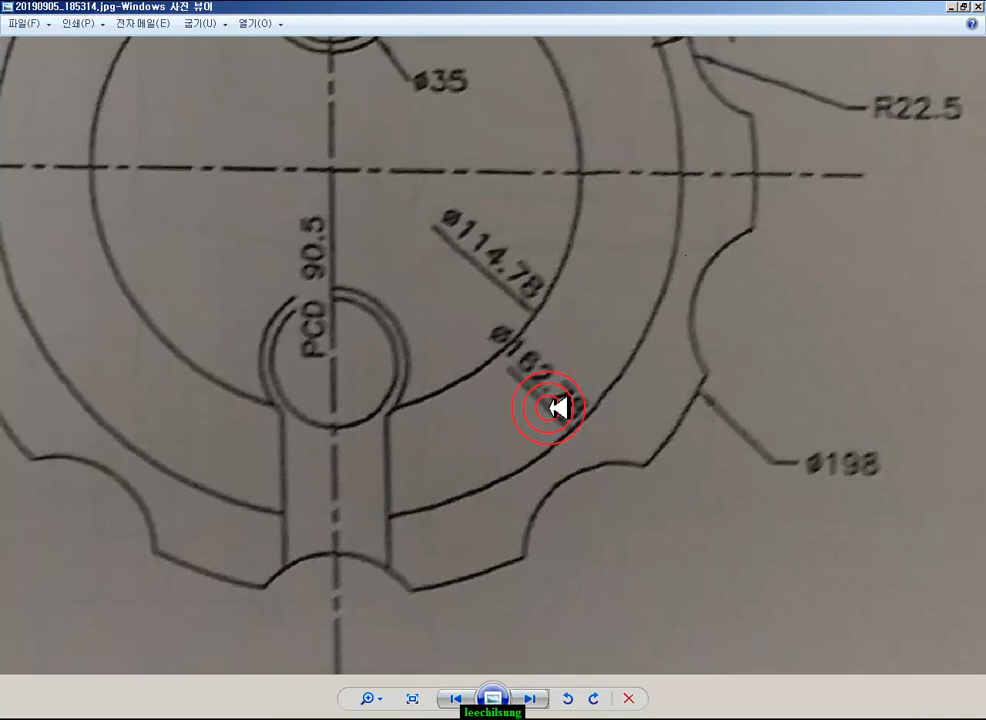 20190905_185314.jpg-Windows 사진 뷰어
파일(F) 인쇄(P) 전자 메일(E) 굽기(U) 열기(O)
ø35
R22.5
PCD 90.5
ø114.78
ø198
leechilsung